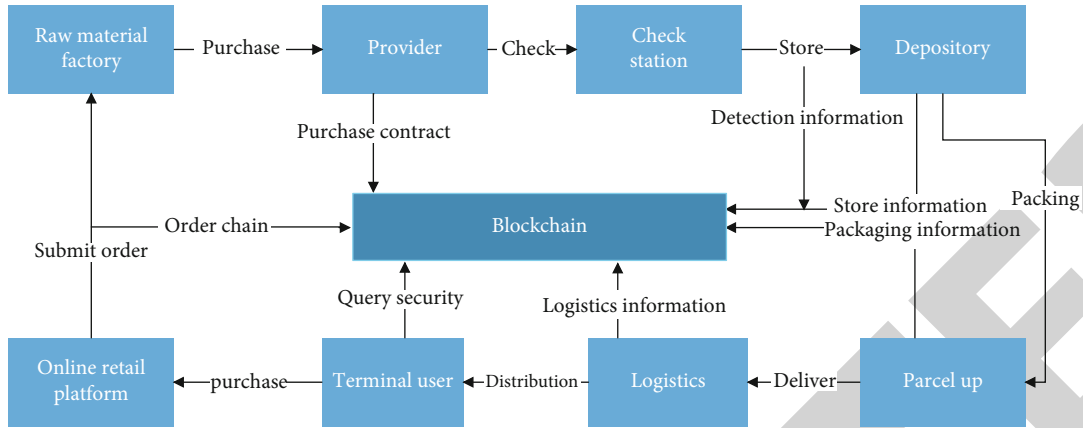 Raw material
factory
Purchase
Provider
Check
Check
station
Store
Depository
Purchase contract
Detection information
Packing
Order chain
Blockchain
Store information
Packaging information
Submit order
Query security
Logistics information
Online retail
platform
purchase
Terminal user
Distribution
Logistics
Deliver
Parcel up